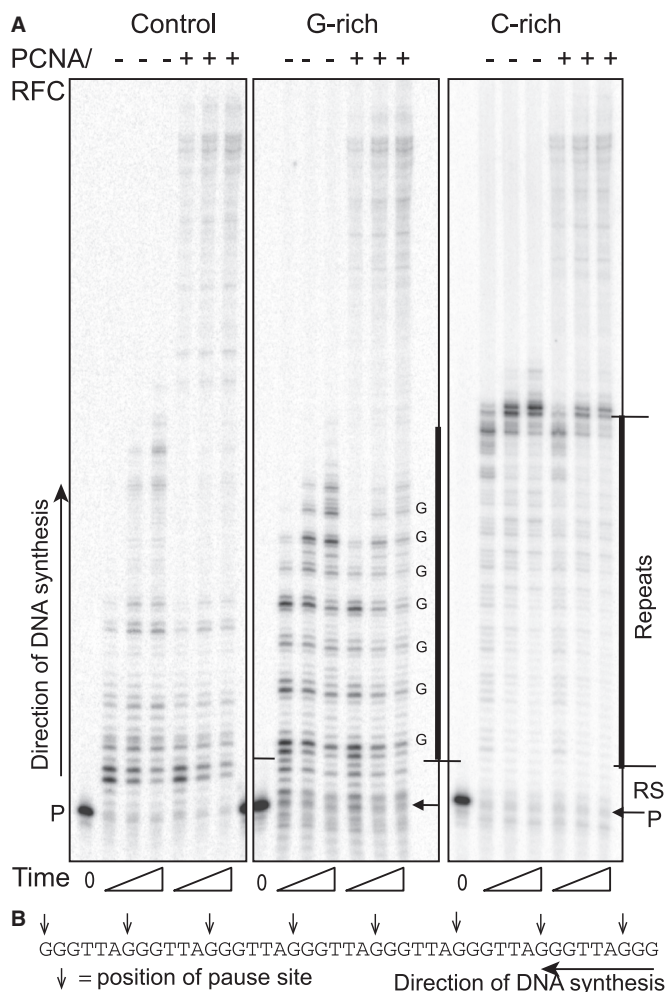 A
Control
G-rich
C-rich
PCNA/
RFC
- - - + + +
- - - + + +
- - - + + +
Direction of DNA synthesis
P
G
G
G
G
G
G
G
Repeats
RS
P
Time 0
0
0
B
GGGTTAGGGTTAGGGTTAGGGTTAGGGTTAGGGTTAGGGTTAGGG
= position of pause site
Direction of DNA synthesis